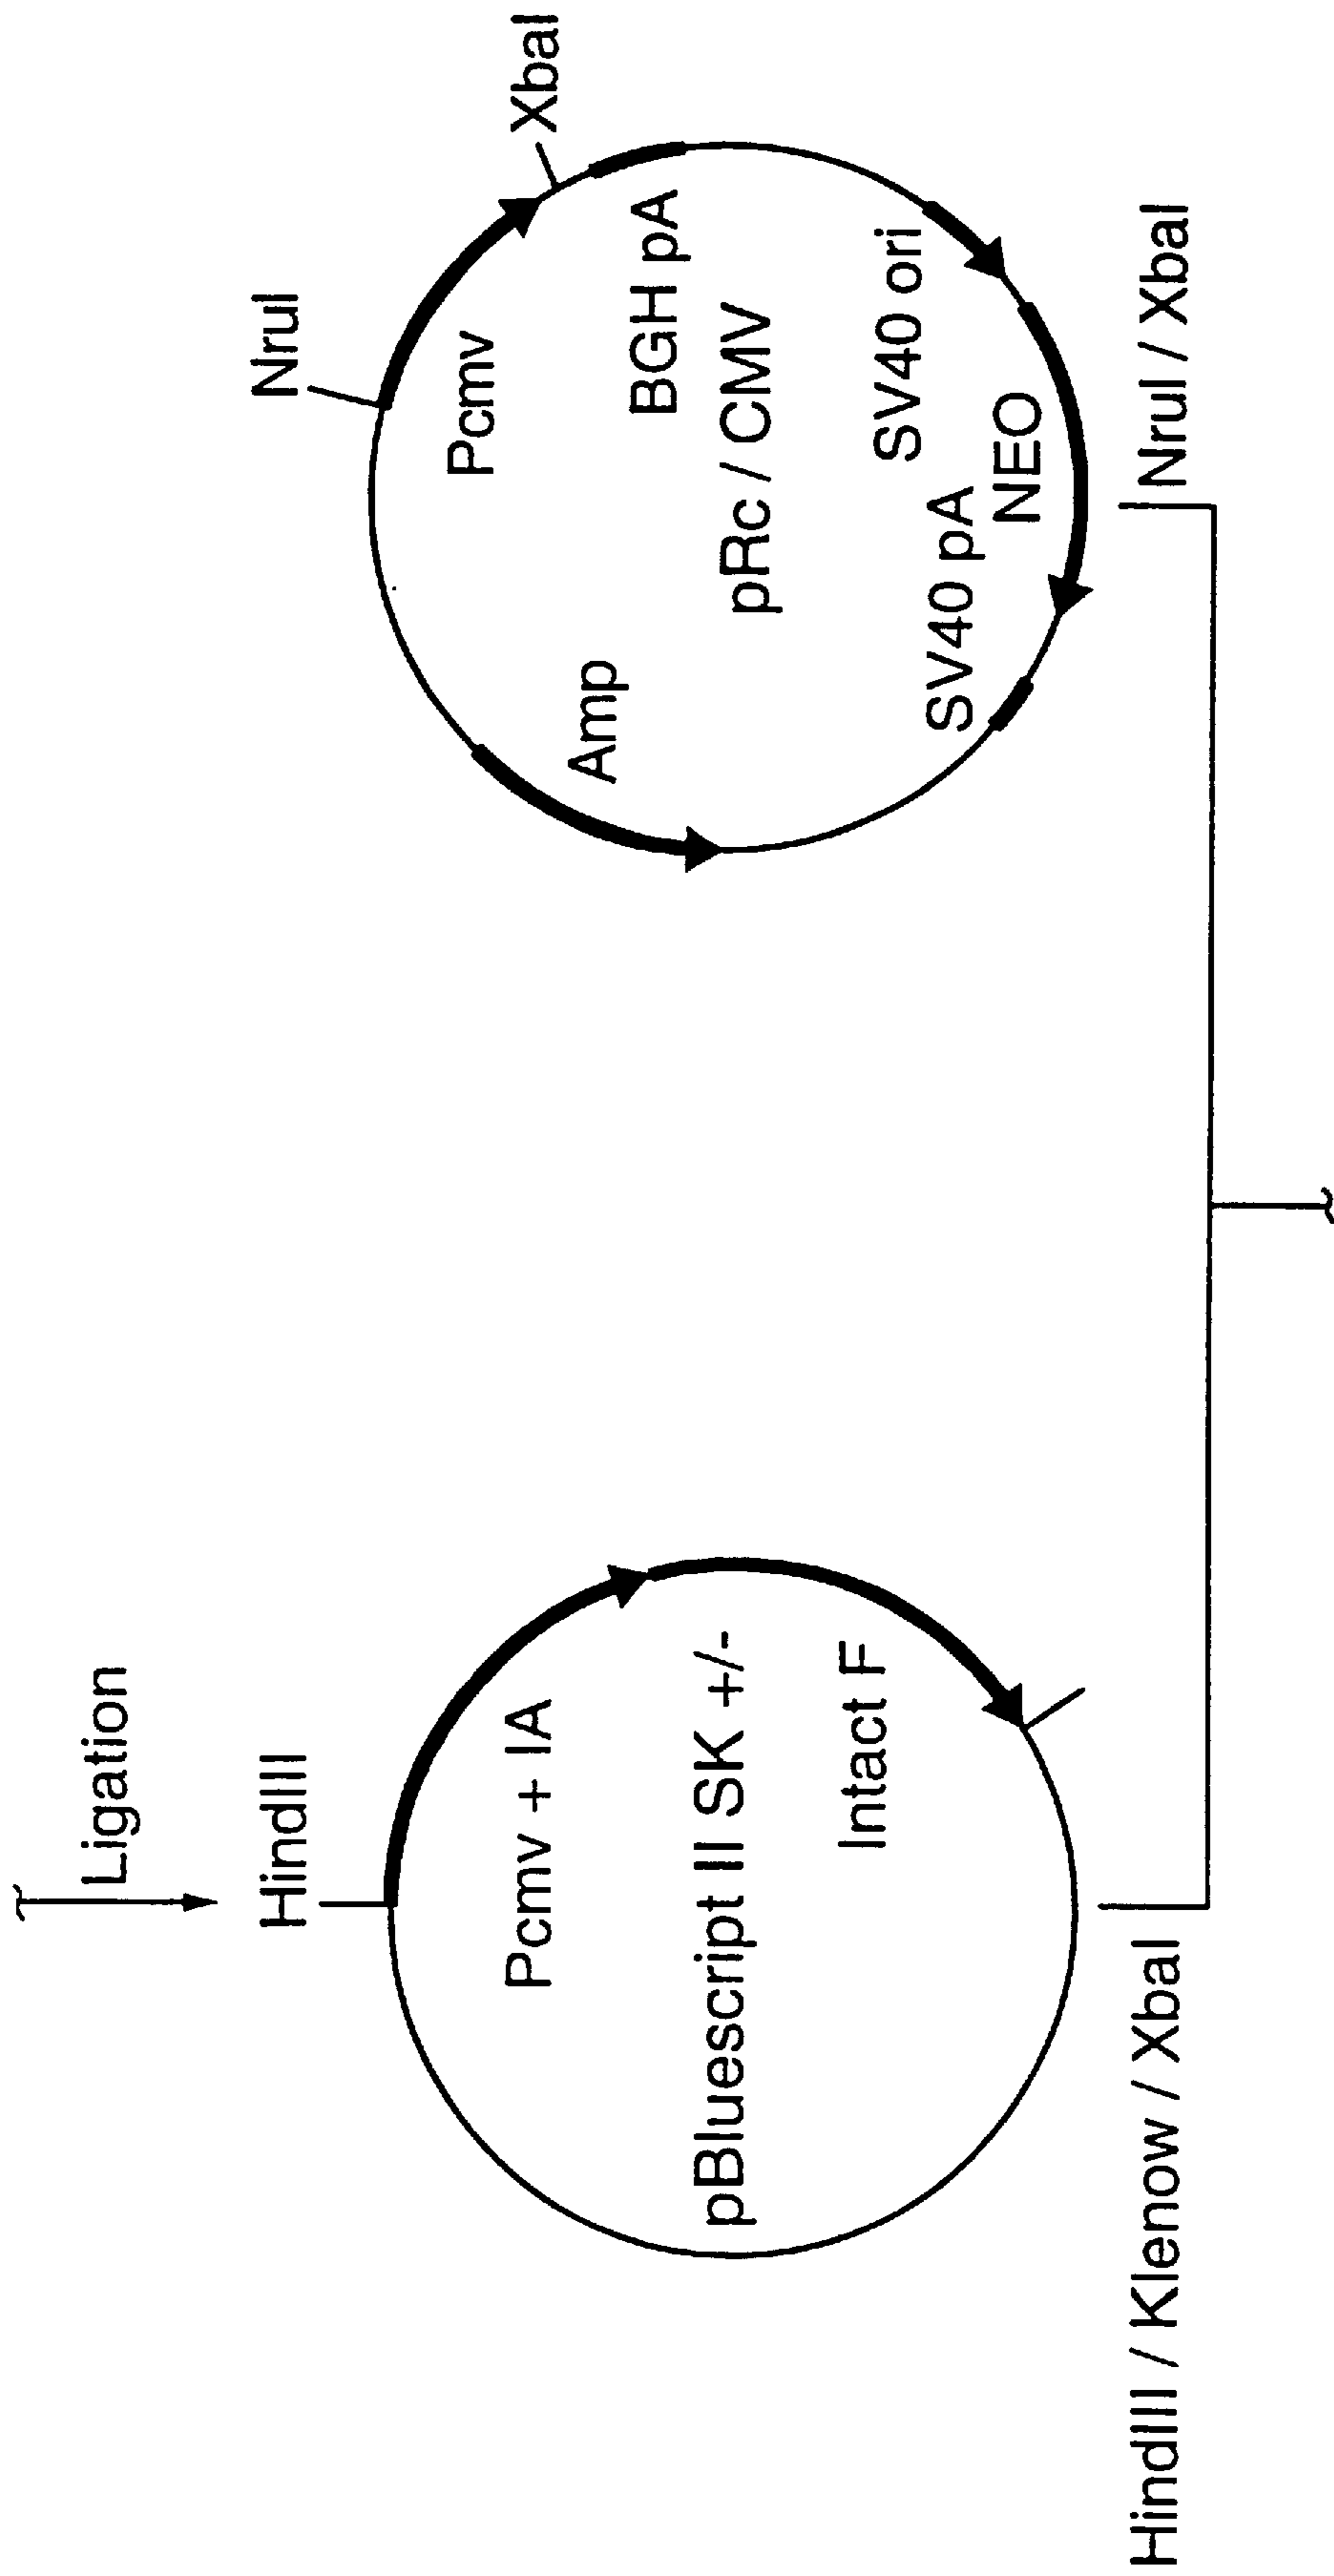 Ligation
HindIII
Pcmv + IA
pBluescript II SK +/-
Intact F
HindIII / Klenow / XbaI
NruI
XbaI
Pcmv
Amp
BGH pA
pRc / CMV
SV40 ori
SV40 pA
NEO
NruI / XbaI